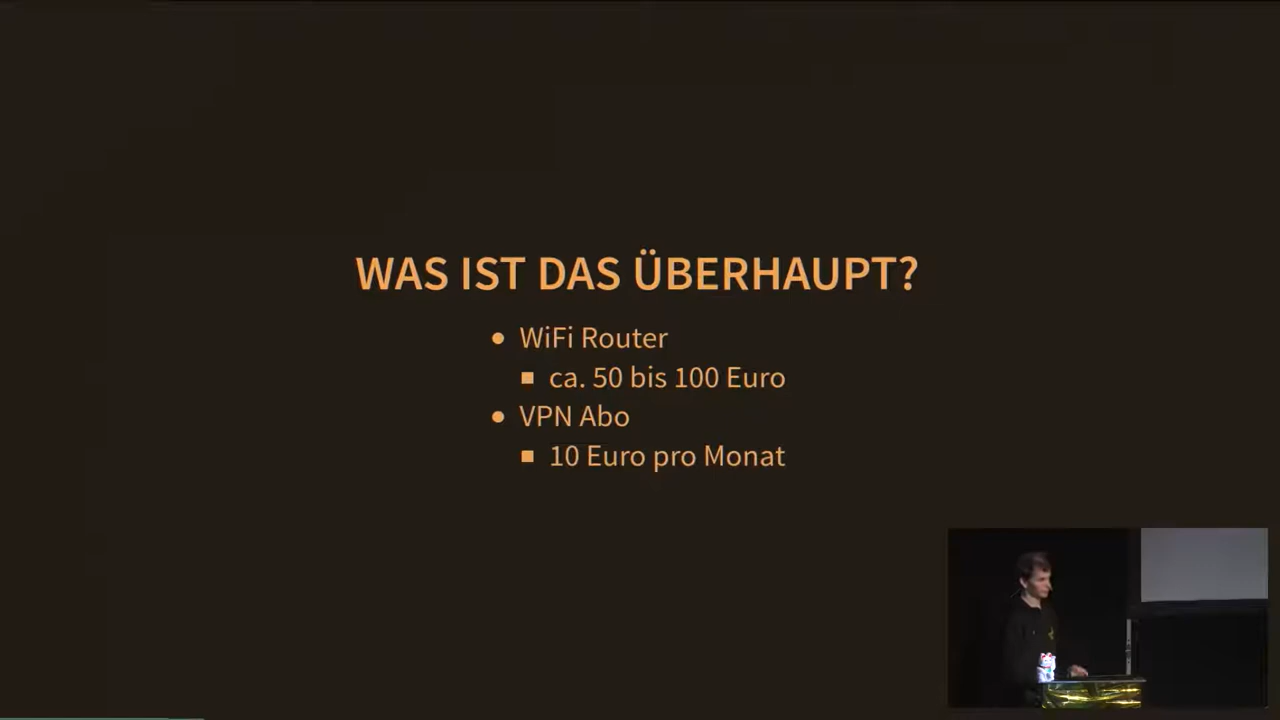 WAS IST DAS ÜBERHAUPT?
WiFi Router
ca. 50 bis 100 Euro
VPN Abo
10 Euro pro Monat